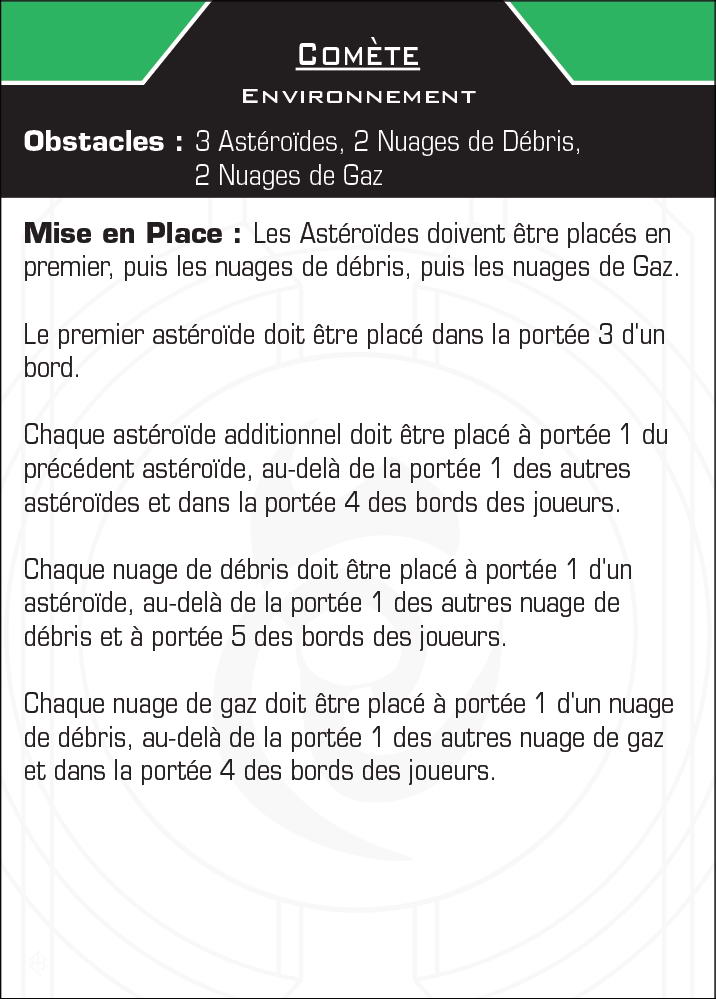 Comète
Environnement
Obstacles : 3 Astéroïdes, 2 Nuages de Débris,
2 Nuages de Gaz
Mise en Place : Les Astéroïdes doivent être placés en
premier, puis les nuages de débris, puis les nuages de Gaz.
Le premier astéroïde doit être placé dans la portée 3 d'un
bord.
Chaque astéroïde additionnel doit être placé à portée 1 du
précédent astéroïde, au-delà de la portée 1 des autres
astéroïdes et dans la portée 4 des bords des joueurs.
Chaque nuage de débris doit être placé à portée 1 d'un
astéroïde, au-delà de la portée 1 des autres nuage de
débris et à portée 5 des bords des joueurs.
Chaque nuage de gaz doit être placé à portée 1 d'un nuage
de débris, au-delà de la portée 1 des autres nuage de gaz
et dans la portée 4 des bords des joueurs.